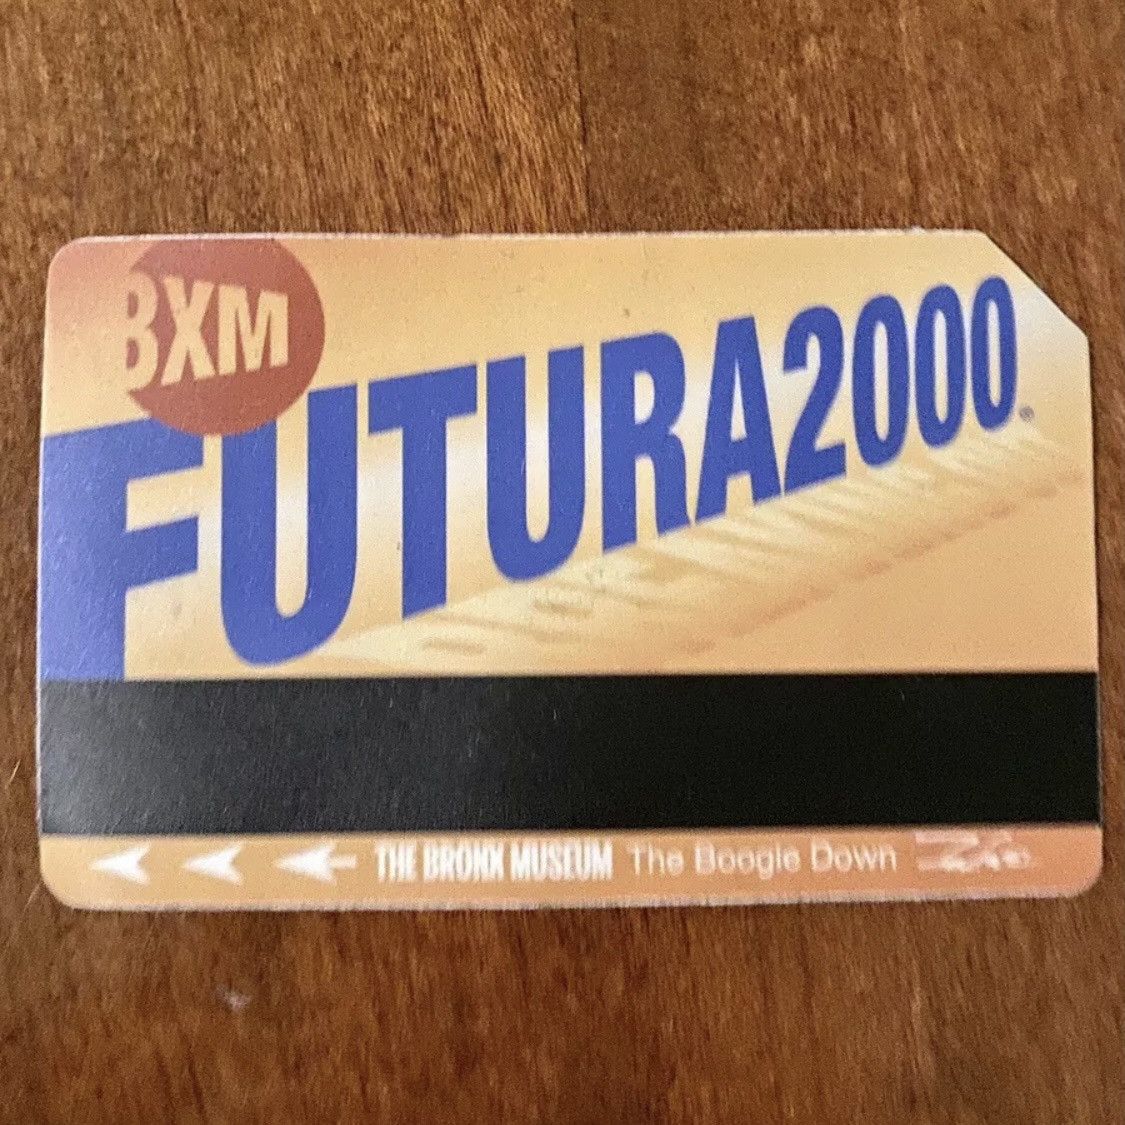 BXM
FUTURA2000®
THE BRONX MUSEUM The Boogie Down